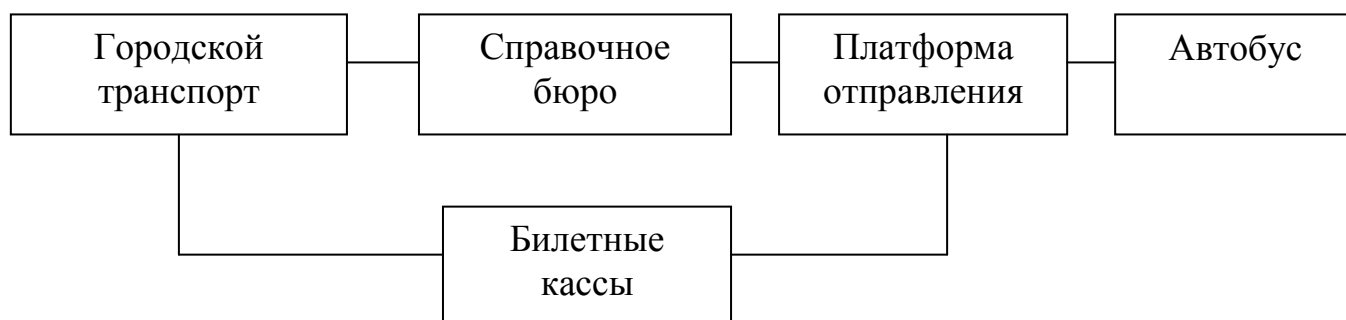 Городской
транспорт
Справочное
бюро
Платформа
отправления
Автобус
Билетные
кассы